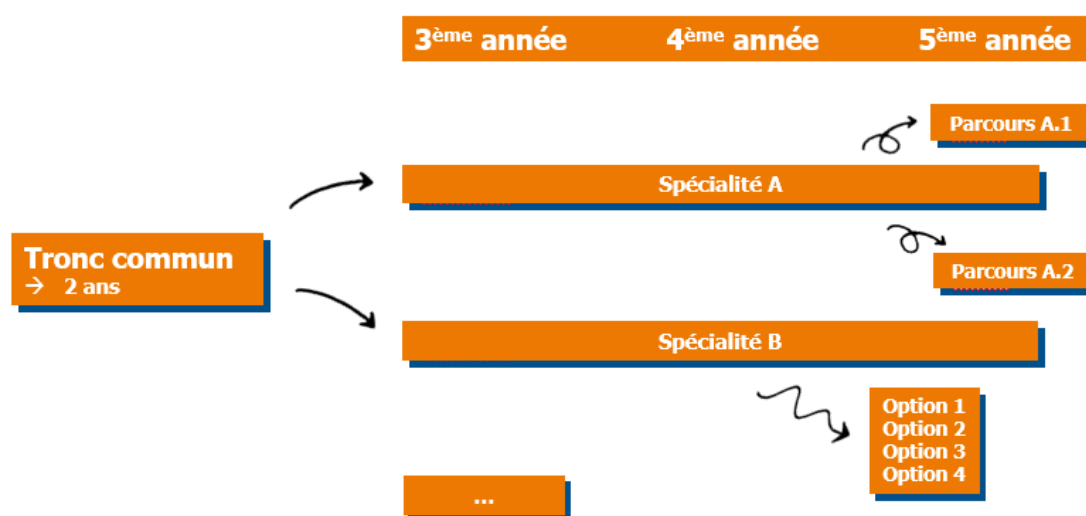 3ème année 4ème année 5ème année
Parcours A.1
Spécialité A
Tronc commun
→ 2 ans
Parcours A.2
Spécialité B
Option 1
Option 2
Option 3
Option 4
...